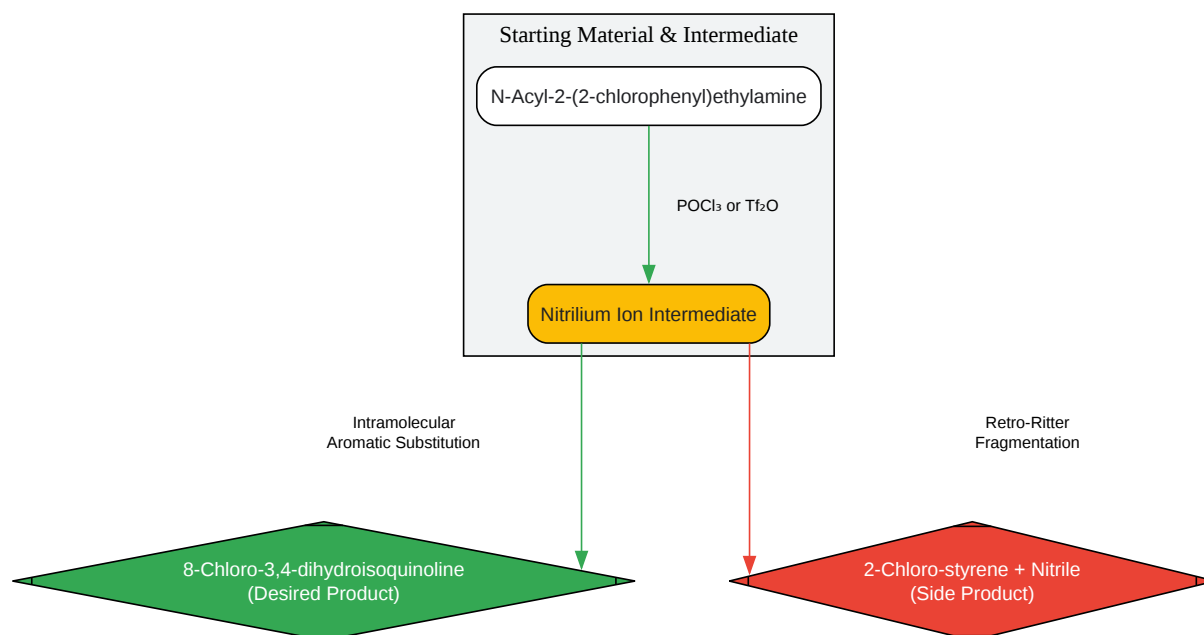 Starting Material & Intermediate
N-Acyl-2-(2-chlorophenyl)ethylamine
POCl₃ or Tf₂O
Nitrilium Ion Intermediate
Intramolecular
Aromatic Substitution
Retro-Ritter
Fragmentation
8-Chloro-3,4-dihydroisoquinoline
(Desired Product)
2-Chloro-styrene + Nitrile
(Side Product)